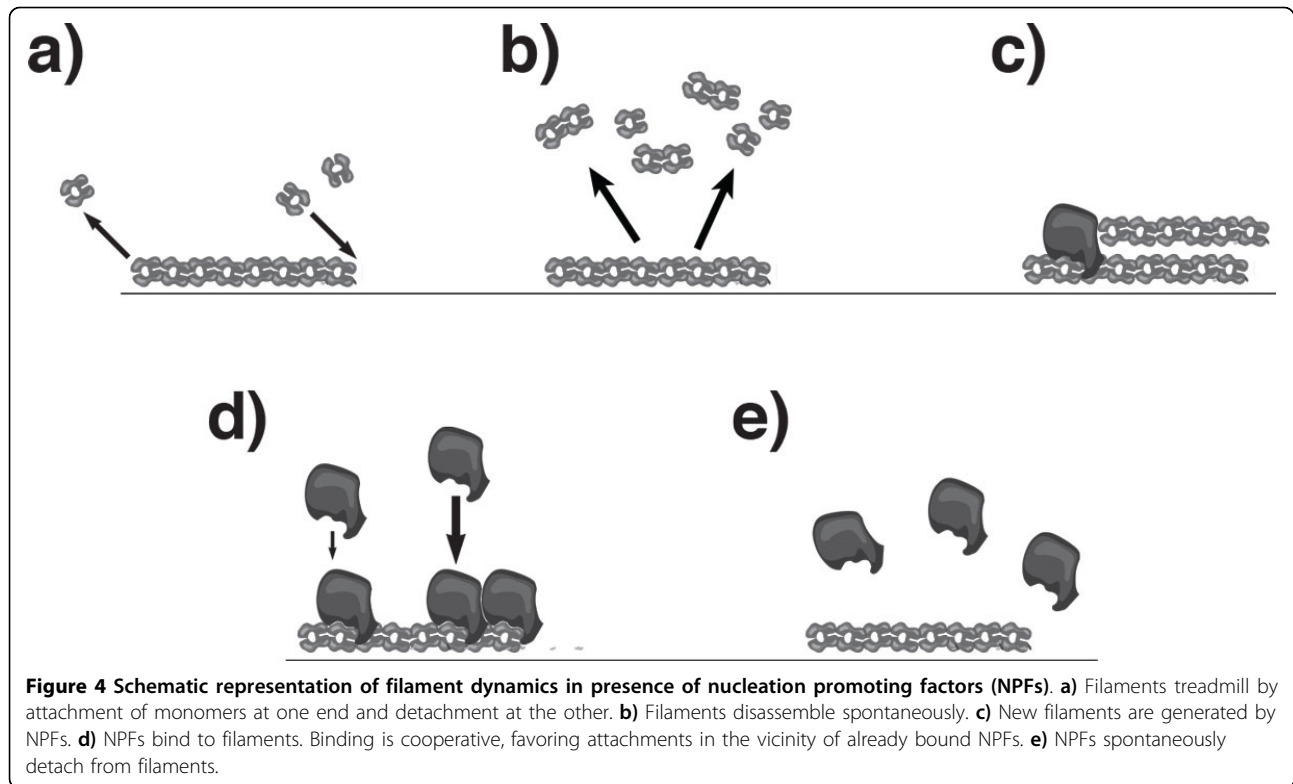 a)
b)
c)
d)
e)
Figure 4 Schematic representation of filament dynamics in presence of nucleation promoting factors (NPFs). a) Filaments treadmill by
attachment of monomers at one end and detachment at the other. b) Filaments disassemble spontaneously. c) New filaments are generated by
NPFs. d) NPFs bind to filaments. Binding is cooperative, favoring attachments in the vicinity of already bound NPFs. e) NPFs spontaneously
detach from filaments.